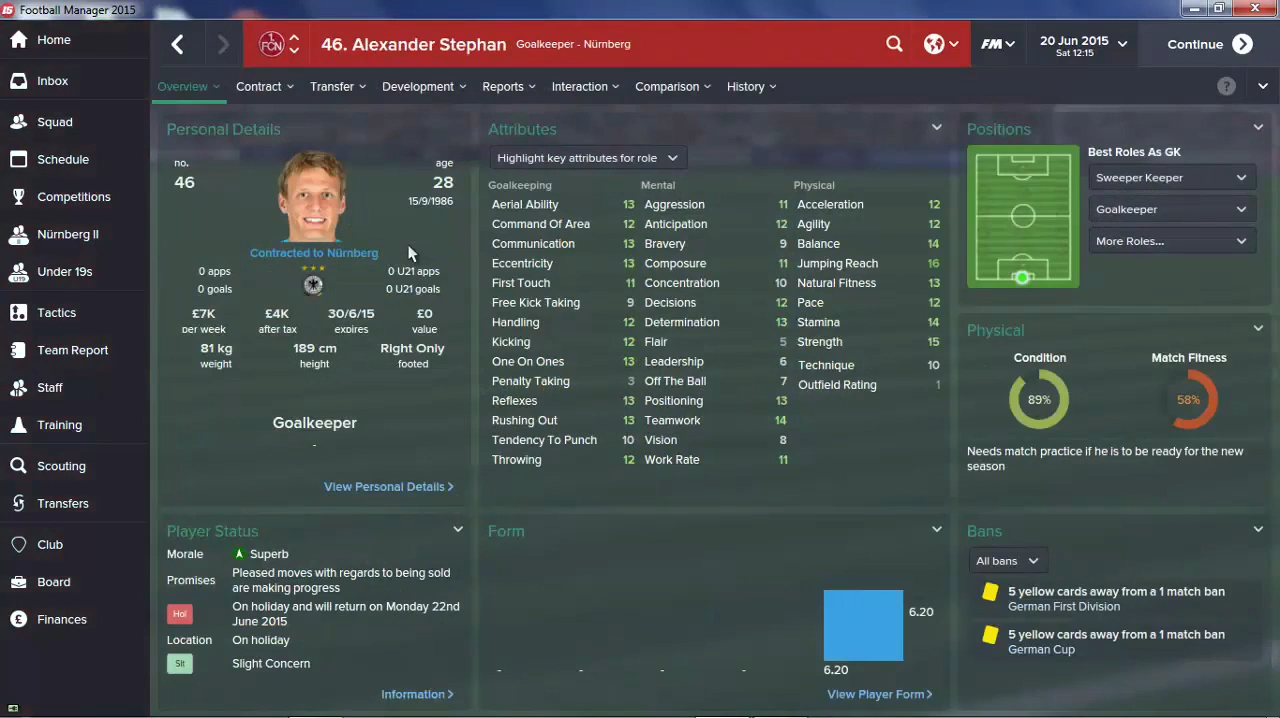 Football Manager 2015
Home
Inbox
Squad
Schedule
Competitions
Nürnberg II
Under 19s
Tactics
Team Report
Staff
Training
Scouting
Transfers
Club
Board
Finances
FCN
46. Alexander Stephan Goalkeeper - Nürnberg
FM
20 Jun 2015
Sat 12:15
Continue
Overview Contract Transfer Development Reports Interaction Comparison History
?
Personal Details
no.
46
age
28
15/9/1986
Contracted to Nürnberg
0 apps 0 U21 apps
0 goals 0 U21 goals
£7K £4K 30/6/15 £0
per week after tax expires value
81 kg 189 cm Right Only
weight height footed
Goalkeeper
-
View Personal Details >
Attributes
Highlight key attributes for role
Goalkeeping Mental Physical
Aerial Ability 13 Aggression 11 Acceleration 12
Command Of Area 12 Anticipation 12 Agility 12
Communication 13 Bravery 9 Balance 14
Eccentricity 13 Composure 11 Jumping Reach 16
First Touch 11 Concentration 10 Natural Fitness 13
Free Kick Taking 9 Decisions 12 Pace 12
Handling 12 Determination 13 Stamina 14
Kicking 12 Flair 5 Strength 15
One On Ones 13 Leadership 6 Technique 10
Penalty Taking 3 Off The Ball 7 Outfield Rating 1
Reflexes 13 Positioning 13
Rushing Out 13 Teamwork 14
Tendency To Punch 10 Vision 8
Throwing 12 Work Rate 11
Positions
Best Roles As GK
Sweeper Keeper
Goalkeeper
More Roles...
Physical
Condition Match Fitness
89% 58%
Needs match practice if he is to be ready for the new
season
Player Status
Morale Superb
Promises Pleased moves with regards to being sold
are making progress
Hol On holiday and will return on Monday 22nd
June 2015
Location On holiday
Slt Slight Concern
Information >
Form
6.20
- - - -
6.20
View Player Form >
Bans
All bans
5 yellow cards away from a 1 match ban
German First Division
5 yellow cards away from a 1 match ban
German Cup